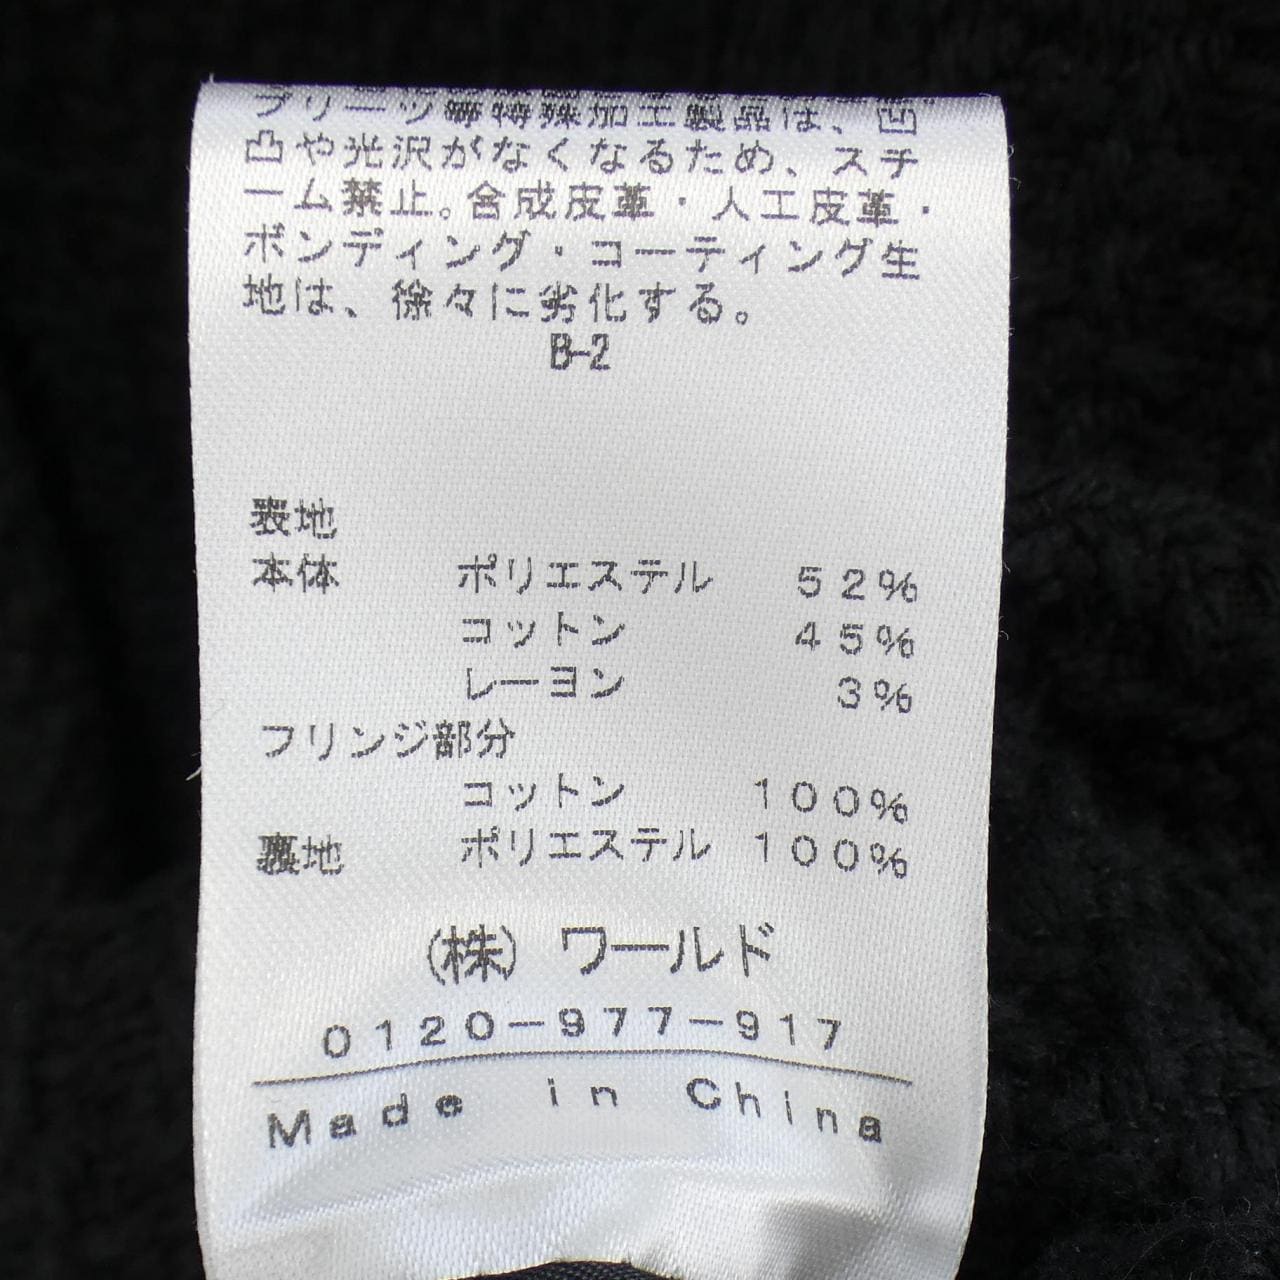 プリーツ等特殊加工製品は、凹
凸や光沢がなくなるため、スチ
ーム禁止。合成皮革・人工皮革・
ボンディング・コーティング生
地は、徐々に劣化する。
B-2
表地
本体 ポリエステル 52%
コットン 45%
レーヨン 3%
フリンジ部分
コットン 100%
裏地 ポリエステル 100%
(株) ワールド
0120-977-917
Made in China